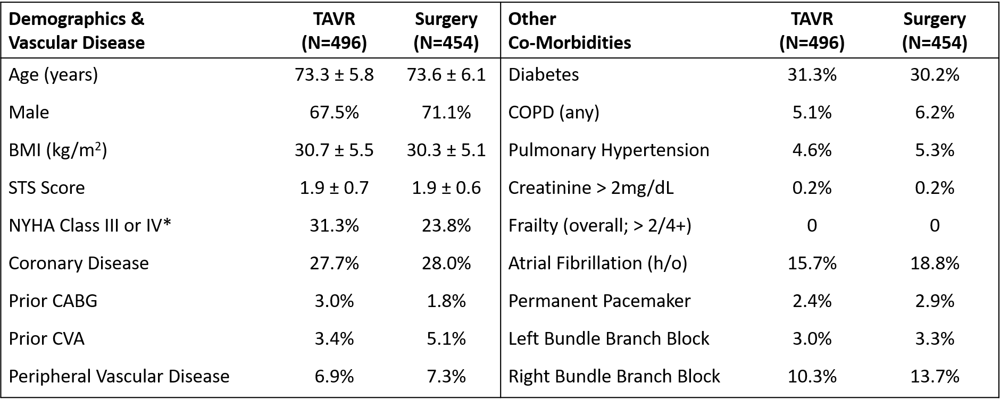 Demographics & Vascular Disease TAVR (N=496) Surgery (N=454) Other Co-Morbidities TAVR (N=496) Surgery (N=454)
Age (years) 73.3 ± 5.8 73.6 ± 6.1 Diabetes 31.3% 30.2%
Male 67.5% 71.1% COPD (any) 5.1% 6.2%
BMI (kg/m²) 30.7 ± 5.5 30.3 ± 5.1 Pulmonary Hypertension 4.6% 5.3%
STS Score 1.9 ± 0.7 1.9 ± 0.6 Creatinine > 2mg/dL 0.2% 0.2%
NYHA Class III or IV* 31.3% 23.8% Frailty (overall; > 2/4+) 0 0
Coronary Disease 27.7% 28.0% Atrial Fibrillation (h/o) 15.7% 18.8%
Prior CABG 3.0% 1.8% Permanent Pacemaker 2.4% 2.9%
Prior CVA 3.4% 5.1% Left Bundle Branch Block 3.0% 3.3%
Peripheral Vascular Disease 6.9% 7.3% Right Bundle Branch Block 10.3% 13.7%